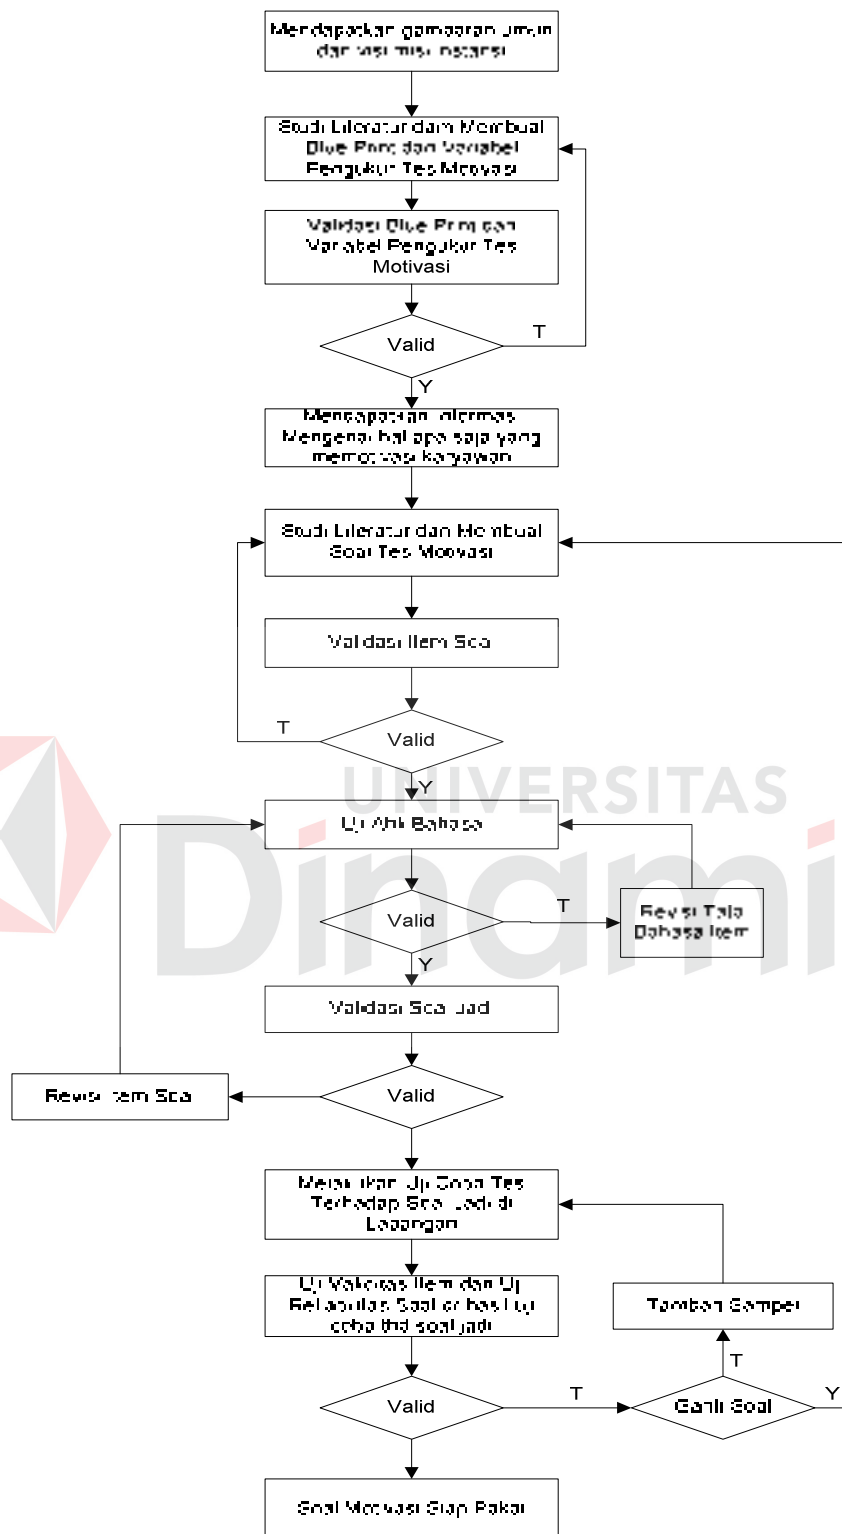 Mendapatkan gambaran umum
dan visi misi instansi
Studi Literatur dam Membuat
Blue Print dan Variabel
Pengukur Tes Motivasi
Validasi Blue Print dan
Variabel Pengukur Tes
Motivasi
Valid
T
Y
Mendapatkan Informasi
Mengenai hal apa saja yang
memotivasi karyawan
Studi Literatur dan Membuat
Soal Tes Motivasi
Validasi Item Soal
T
Valid
Y
UNIVERSITAS
Dinami
Uji Ahli Bahasa
Valid
T
Revisi Tata
Bahasa Item
Y
Validasi Soal Jadi
Revisi Item Soal
Valid
Melakukan Uji Coba Tes
Terhadap Soal Jadi di
Lapangan
Uji Validitas Item dan Uji
Reliabilitas Soal dr hasil uji
coba thd soal jadi
Tambah Sampel
T
Valid
T
Ganti Soal
Y
Soal Motivasi Siap Pakai